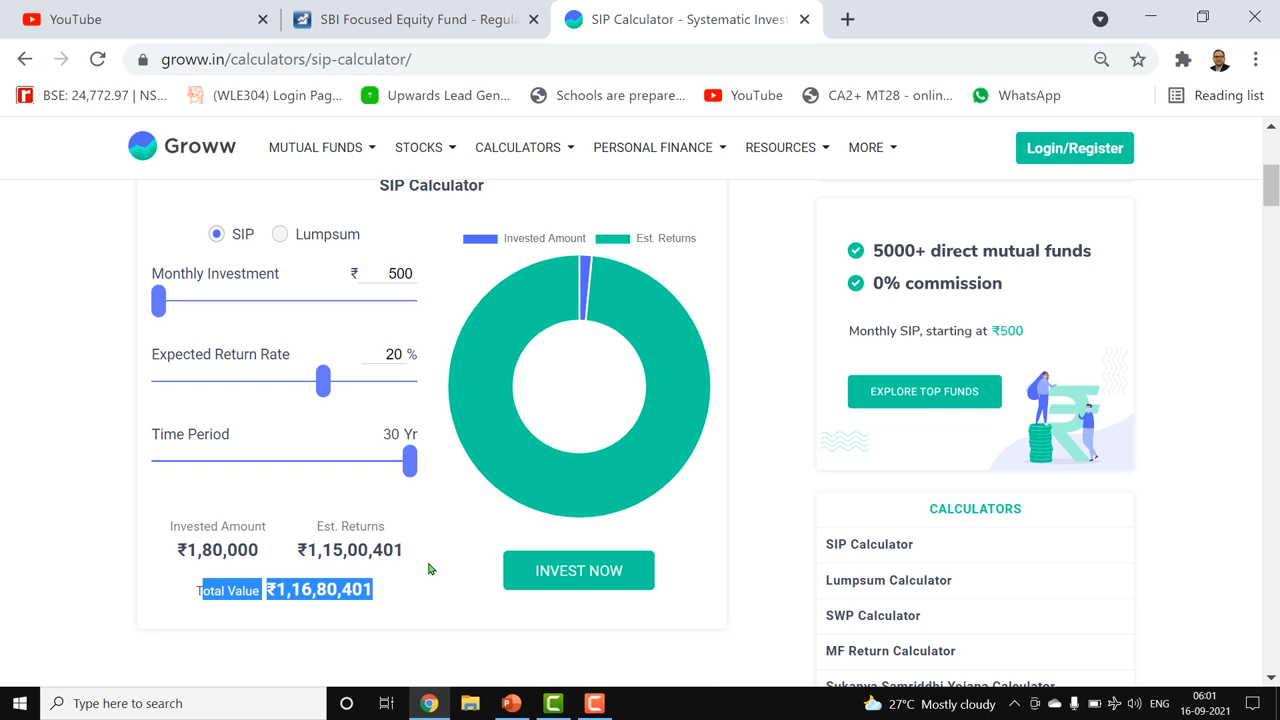 YouTube
SBI Focused Equity Fund - Regula
SIP Calculator - Systematic Invest
groww.in/calculators/sip-calculator/
BSE: 24,772.97 | NS...
(WLE304) Login Pag...
Upwards Lead Gen...
Schools are prepare...
YouTube
CA2+ MT28 - onlin...
WhatsApp
Reading list
Groww
MUTUAL FUNDS
STOCKS
CALCULATORS
PERSONAL FINANCE
RESOURCES
MORE
Login/Register
SIP Calculator
SIP
Lumpsum
Monthly Investment
₹ 500
Expected Return Rate
20 %
Time Period
30 Yr
Invested Amount
Est. Returns
₹1,80,000
₹1,15,00,401
Total Value ₹1,16,80,401
Invested Amount
Est. Returns
INVEST NOW
5000+ direct mutual funds
0% commission
Monthly SIP, starting at ₹500
EXPLORE TOP FUNDS
CALCULATORS
SIP Calculator
Lumpsum Calculator
SWP Calculator
MF Return Calculator
Sukanya Samriddhi Yojana Calculator
Type here to search
27°C Mostly cloudy
ENG
06:01
16-09-2021